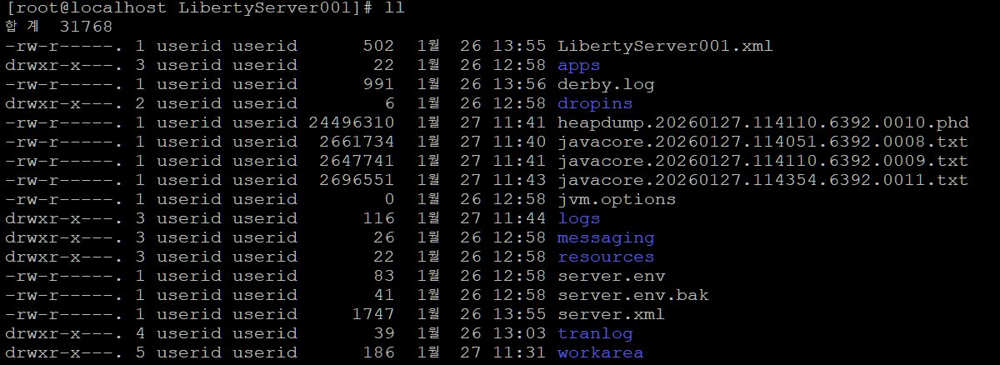 [root@localhost LibertyServer001]# ll
합계 31768
-rw-r-----. 1 userid userid 502 1월 26 13:55 LibertyServer001.xml
drwxr-x---. 3 userid userid 22 1월 26 12:58 apps
-rw-r-----. 1 userid userid 991 1월 26 13:56 derby.log
drwxr-x---. 2 userid userid 6 1월 26 12:58 dropins
-rw-r-----. 1 userid userid 24496310 1월 27 11:41 heapdump.20260127.114110.6392.0010.phd
-rw-r-----. 1 userid userid 2661734 1월 27 11:40 javacore.20260127.114051.6392.0008.txt
-rw-r-----. 1 userid userid 2647741 1월 27 11:41 javacore.20260127.114110.6392.0009.txt
-rw-r-----. 1 userid userid 2696551 1월 27 11:43 javacore.20260127.114354.6392.0011.txt
-rw-r-----. 1 userid userid 0 1월 26 12:58 jvm.options
drwxr-x---. 3 userid userid 116 1월 27 11:44 logs
drwxr-x---. 3 userid userid 26 1월 26 12:58 messaging
drwxr-x---. 3 userid userid 22 1월 26 12:58 resources
-rw-r-----. 1 userid userid 83 1월 26 12:58 server.env
-rw-r-----. 1 userid userid 41 1월 26 12:58 server.env.bak
-rw-r-----. 1 userid userid 1747 1월 26 13:55 server.xml
drwxr-x---. 4 userid userid 39 1월 26 13:03 tranlog
drwxr-x---. 5 userid userid 186 1월 27 11:31 workarea